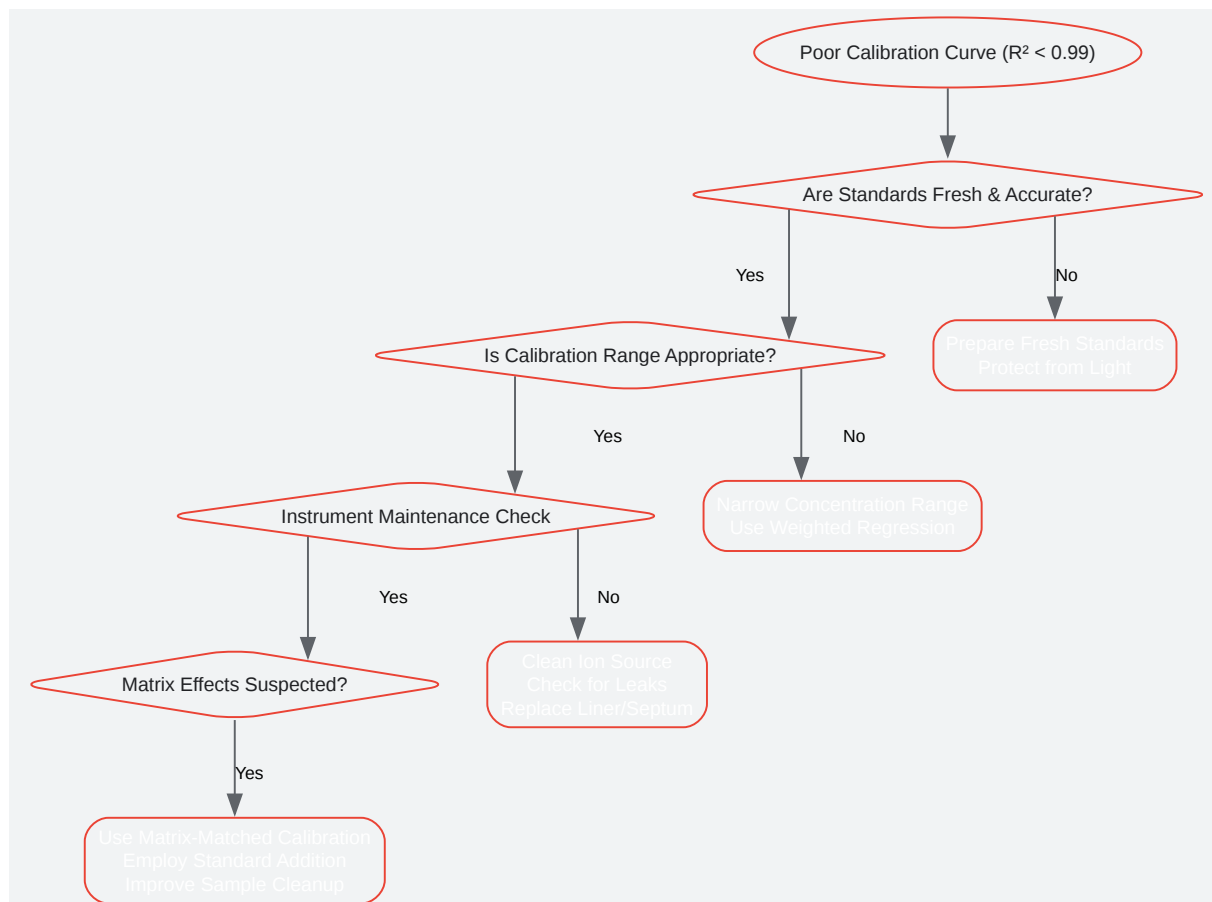 Poor Calibration Curve (R² < 0.99)
Are Standards Fresh & Accurate?
Yes
No
Prepare Fresh Standards
Protect from Light
Is Calibration Range Appropriate?
Yes
No
Narrow Concentration Range
Use Weighted Regression
Instrument Maintenance Check
Yes
No
Clean Ion Source
Check for Leaks
Replace Liner/Septum
Matrix Effects Suspected?
Yes
Use Matrix-Matched Calibration
Employ Standard Addition
Improve Sample Cleanup